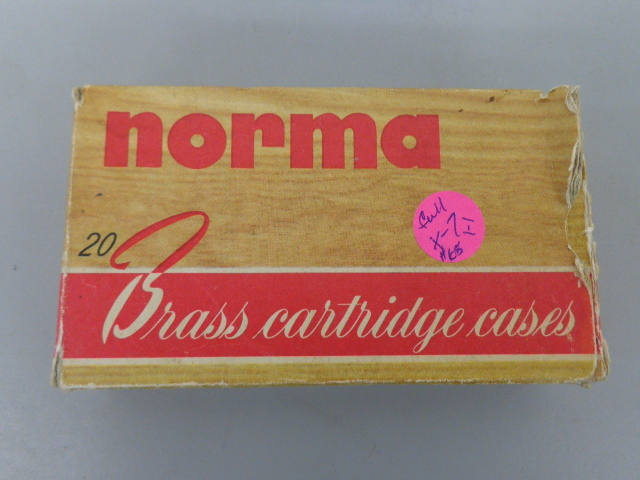 norma
full
20 Brass cartridge cases